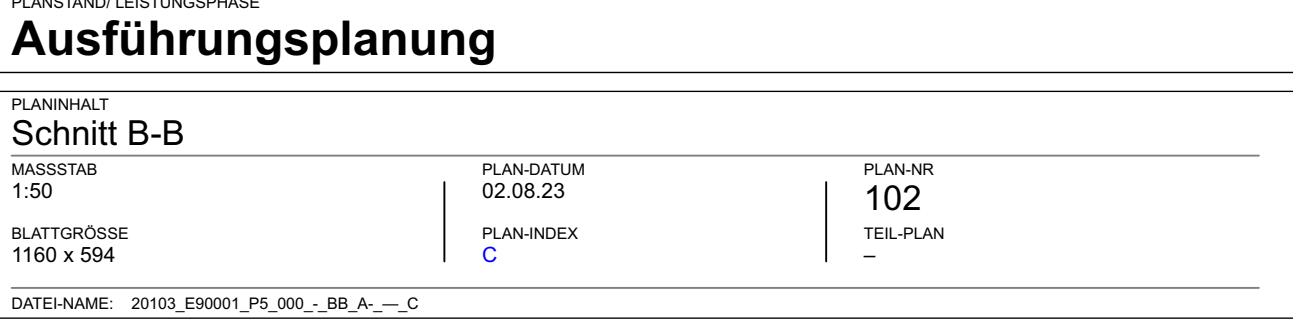 PLANSTAND/ LEISTUNGSPHASE
Ausführungsplanung
PLANINHALT
Schnitt B-B
MASSSTAB
1:50
PLAN-DATUM
02.08.23
PLAN-NR
102
BLATTGRÖSSE
1160 x 594
PLAN-INDEX
C
TEIL-PLAN
–
DATEI-NAME: 20103_E90001_P5_000_-_BB_A-_—_C